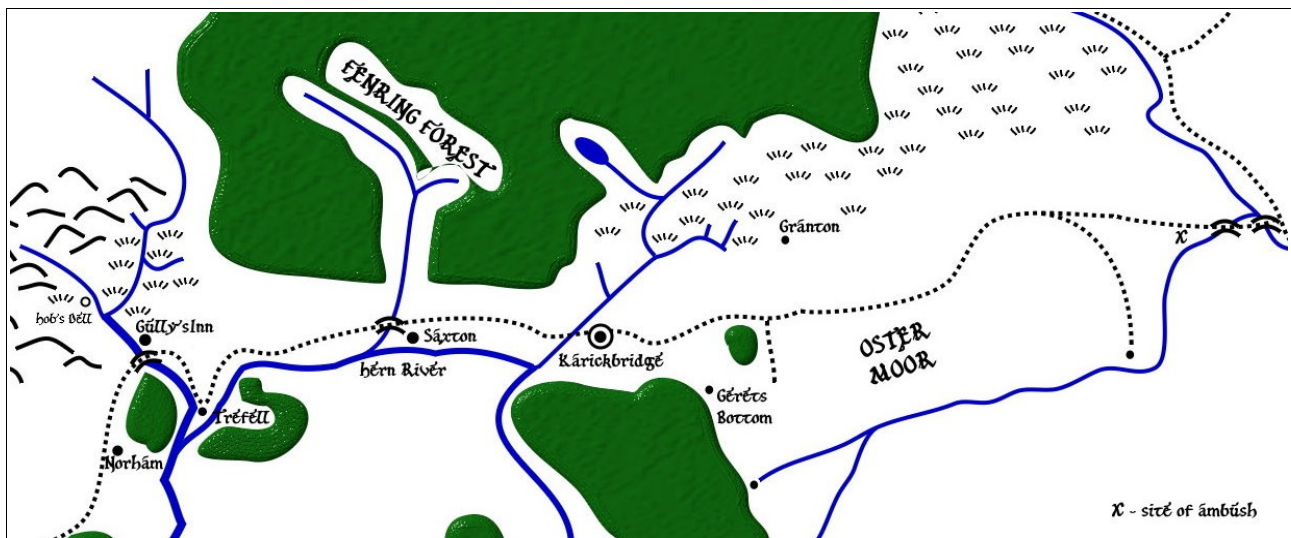 FENRING FOREST
Hob's Bell
Gully's Inn
Granton
x
Saxton
Karickbridge
Hern River
OSTER
MOOR
Gerets
Bottom
Trefell
Norham
x - site of ambush